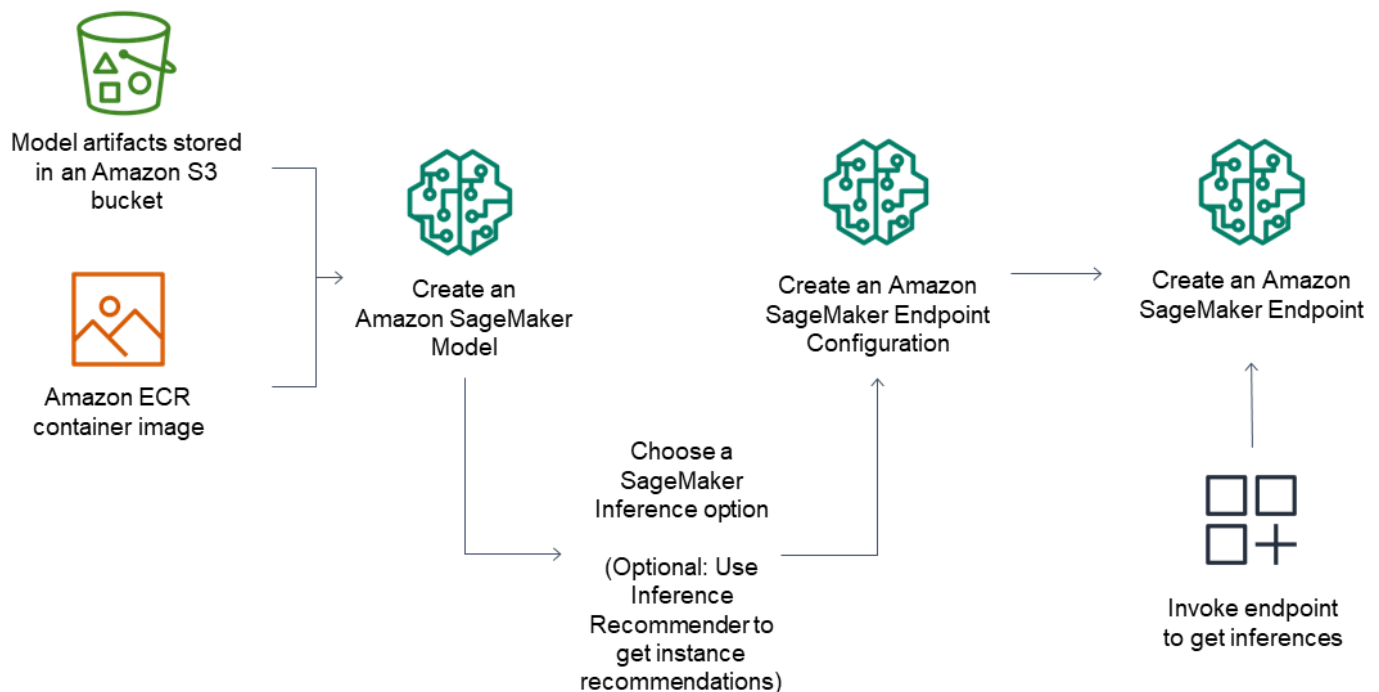 Model artifacts stored
in an Amazon S3
bucket
Amazon ECR
container image
Create an
Amazon SageMaker
Model
Choose a
SageMaker
Inference option
(Optional: Use
Inference
Recommender to
get instance
recommendations)
Create an Amazon
SageMaker Endpoint
Configuration
Create an Amazon
SageMaker Endpoint
Invoke endpoint
to get inferences